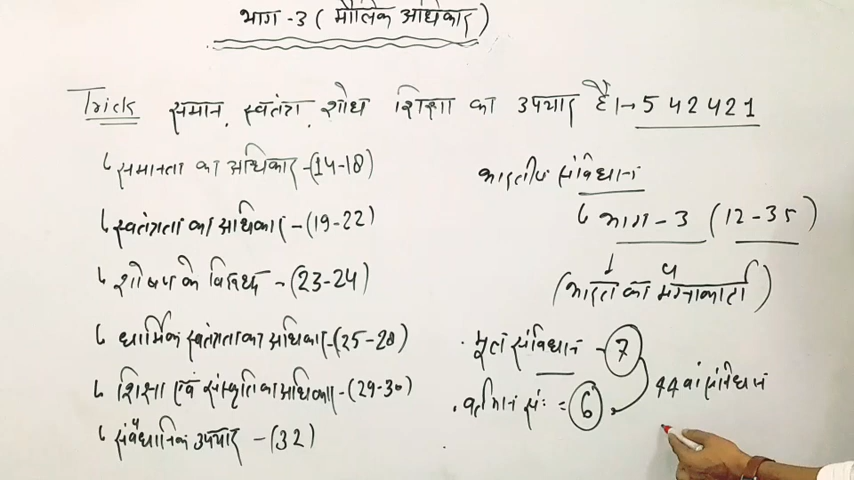 भाग -3 ( मौलिक अधिकार )
Trick समान, स्वतंत्र, शोध शिक्षा का उपचार है।→ 5 4 2 4 2 1
↳ समानता का अधिकार -(14-18)
↳ स्वतंत्रता का अधिकार -(19-22)
↳ शोषण के विरुद्ध -(23-24)
↳ धार्मिक स्वतंत्रता का अधिकार -(25-28)
↳ शिक्षा एवं संस्कृति का अधिकार -(29-30)
↳ संवैधानिक उपचार -(32)
भारतीय संविधान
↳ भाग - 3 ( 12 - 35 )
↓
(भारत का मैग्नाकार्टा)
• मूल संविधान - 7
• वर्तमान सं॰ = 6
44 वां संविधान